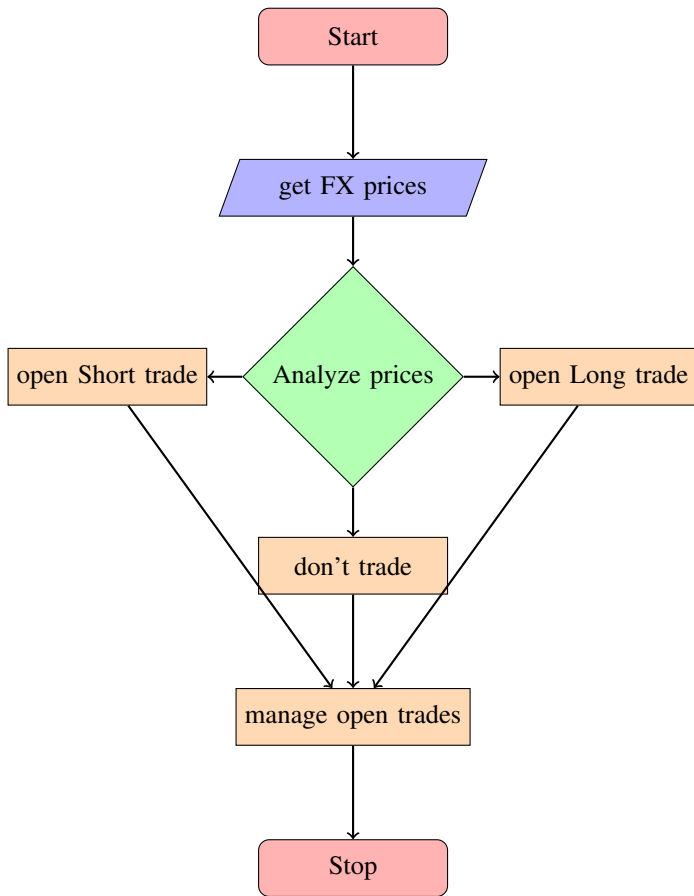 Start
get FX prices
open Short trade
Analyze prices
open Long trade
don't trade
manage open trades
Stop